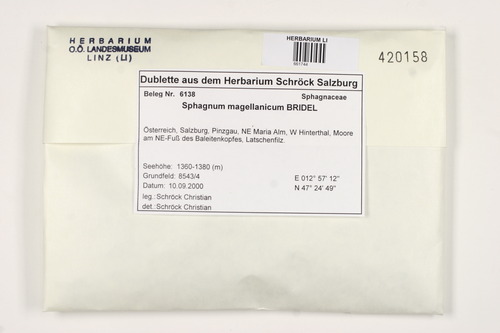 HERBARIUM
O.Ö. LANDESMUSEUM
LINZ (LI)
HERBARIUM LI
420158
Dublette aus dem Herbarium Schröck Salzburg
Beleg Nr. 6138 Sphagnaceae
Sphagnum magellanicum BRIDEL
Österreich, Salzburg, Pinzgau, NE Maria Alm, W Hinterthal, Moore
am NE-Fuß des Baleitenkopfes, Latschenfilz.
Seehöhe: 1360-1380 (m)
Grundfeld: 8543/4 E 012° 57' 12"
Datum: 10.09.2000 N 47° 24' 49"
leg.: Schröck Christian
det.: Schröck Christian